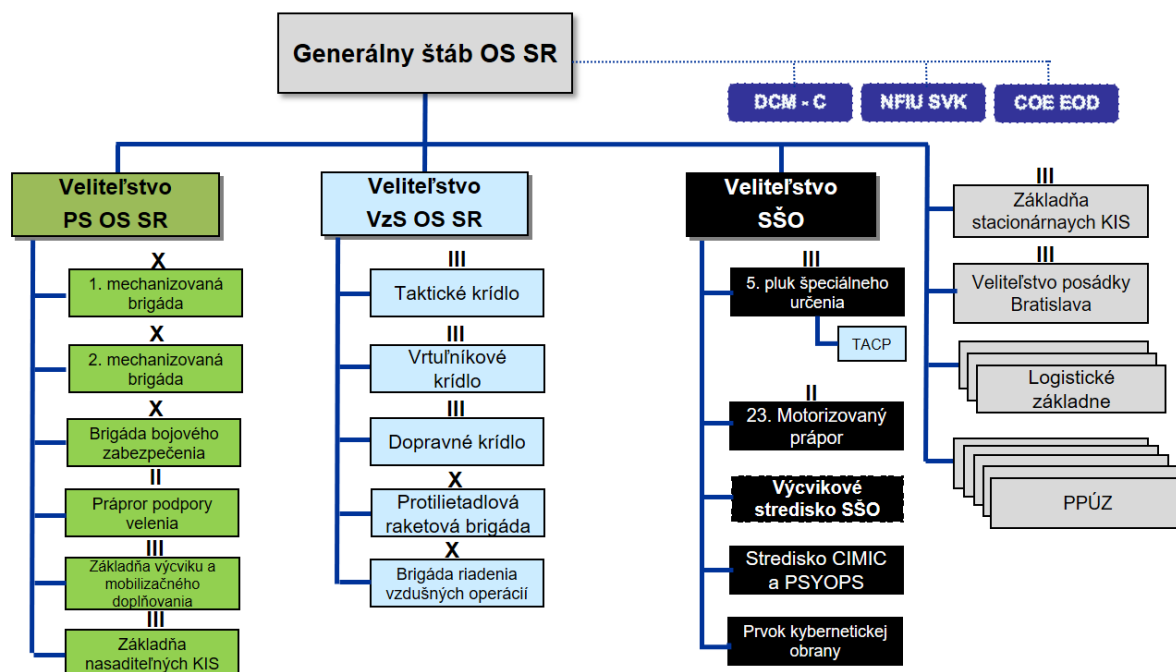 Generálny štáb OS SR
DCM - C
NFIU SVK
COE EOD
Veliteľstvo
PS OS SR
X
1. mechanizovaná
brigáda
X
2. mechanizovaná
brigáda
X
Brigáda bojového
zabezpečenia
II
Prápror podpory
velenia
III
Základňa výcviku a
mobilizačného
doplňovania
III
Základňa
nasaditeľných KIS
Veliteľstvo
VzS OS SR
III
Taktické krídlo
III
Vrtuľníkové
krídlo
III
Dopravné krídlo
X
Protilietadlová
raketová brigáda
X
Brigáda riadenia
vzdušných operácií
Veliteľstvo
SŠO
III
5. pluk špeciálneho
určenia
TACP
II
23. Motorizovaný
prápor
Výcvikové
stredisko SŠO
Stredisko CIMIC
a PSYOPS
Prvok kybernetickej
obrany
III
Základňa
stacionárnaych KIS
III
Veliteľstvo posádky
Bratislava
Logistické
základne
PPÚZ